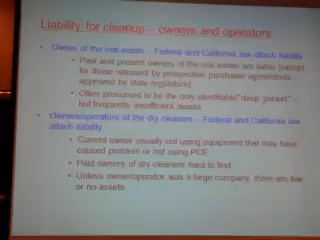 Liability for cleanup – owners and operators
• Owner of the real estate – Federal and California law attach liability
• Past and present owners of the real estate are liable (except
for those released by prospective purchaser agreements
approved by state regulators)
• Often presumed to be the only identifiable "deep pocket" –
but frequently insufficient assets
• Owners/operators of the dry cleaners – Federal and California law
attach liability
• Current owner usually not using equipment that may have
caused problem or not using PCE
• Past owners of dry cleaners hard to find
• Unless owner/operator was a large company, there are few
or no assets